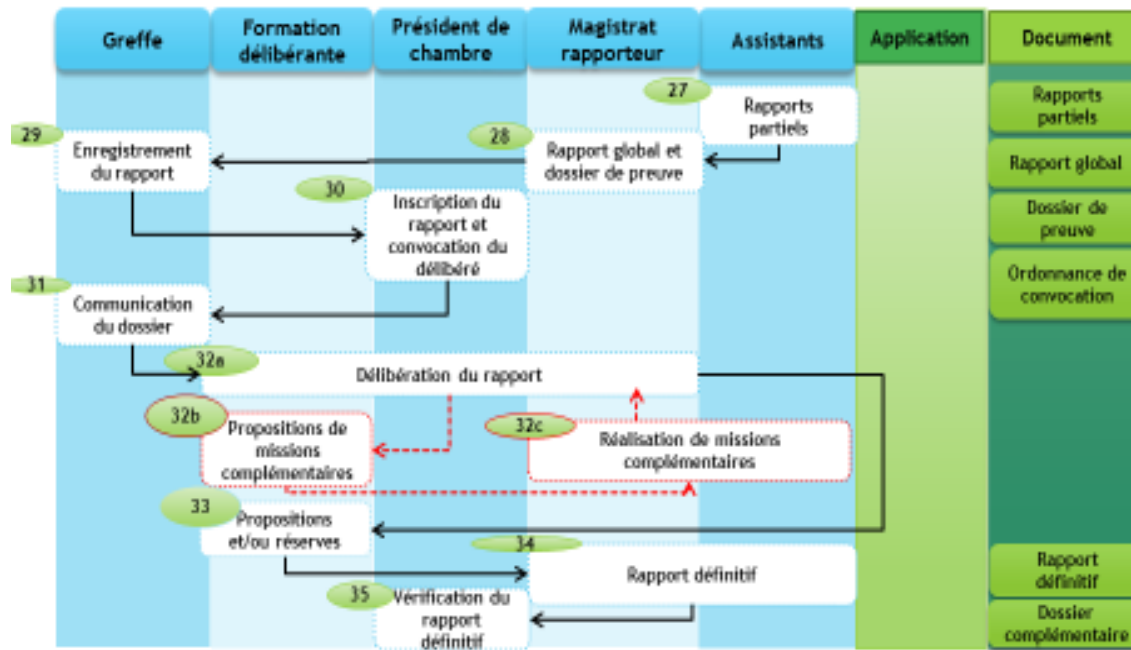 Greffe
Formation
délibérante
Président de
chambre
Magistrat
rapporteur
Assistants
Application
Document
27
Rapports
partiels
Rapports
partiels
29
Enregistrement
du rapport
28
Rapport global et
dossier de preuve
Rapport global
30
Inscription du
rapport et
convocation du
délibéré
Dossier de
preuve
31
Communication
du dossier
Ordonnance de
convocation
32a
Délibération du rapport
32b
Propositions de
missions
complémentaires
32c
Réalisation de missions
complémentaires
33
Propositions
et/ou réserves
34
Rapport définitif
Rapport
définitif
35
Vérification du
rapport
définitif
Dossier
complémentaire